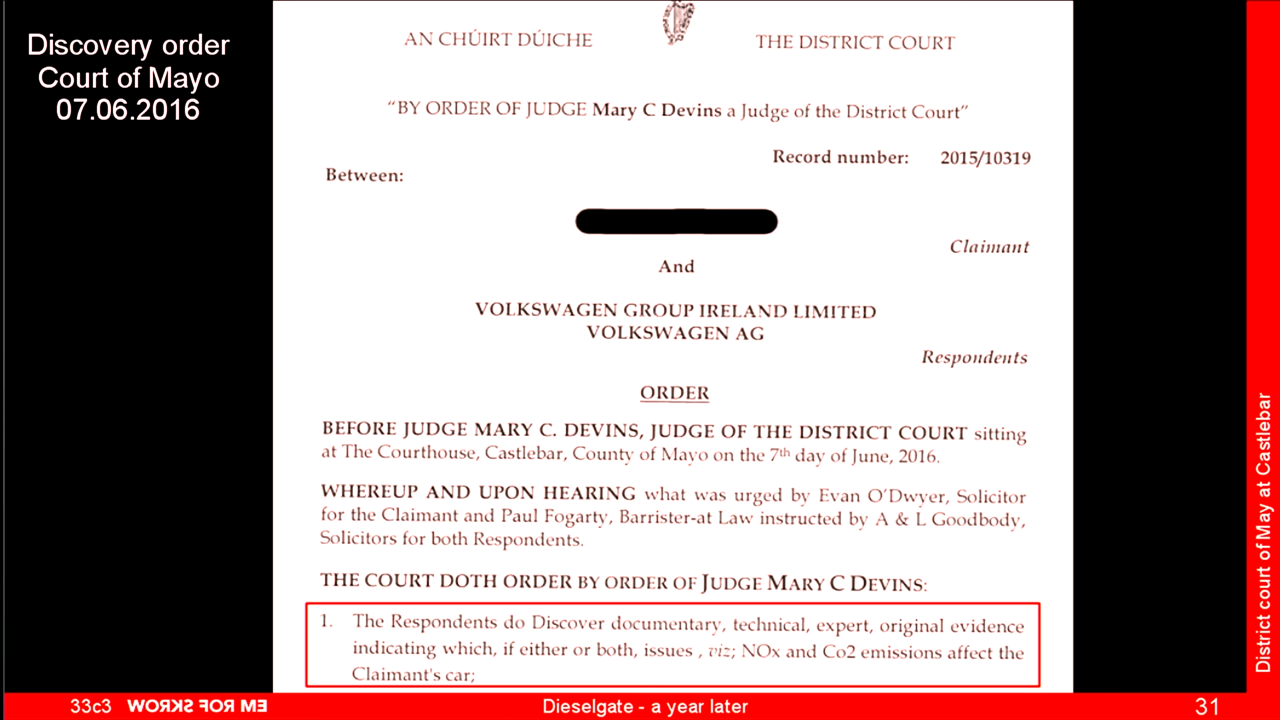 Discovery order
Court of Mayo
07.06.2016
AN CHÚIRT DÚICHE
THE DISTRICT COURT
“BY ORDER OF JUDGE Mary C Devins a Judge of the District Court”
Record number: 2015/10319
Between:
Claimant
And
VOLKSWAGEN GROUP IRELAND LIMITED
VOLKSWAGEN AG
Respondents
ORDER
BEFORE JUDGE MARY C. DEVINS, JUDGE OF THE DISTRICT COURT sitting
at The Courthouse, Castlebar, County of Mayo on the 7th day of June, 2016.
WHEREUP AND UPON HEARING what was urged by Evan O’Dwyer, Solicitor
for the Claimant and Paul Fogarty, Barrister-at Law instructed by A & L Goodbody,
Solicitors for both Respondents.
THE COURT DOTH ORDER BY ORDER OF JUDGE MARY C DEVINS:
1. The Respondents do Discover documentary, technical, expert, original evidence
indicating which, if either or both, issues , viz; NOx and Co2 emissions affect the
Claimant's car;
District court of May at Castlebar
33c3 WORKS FOR ME
Dieselgate - a year later
31